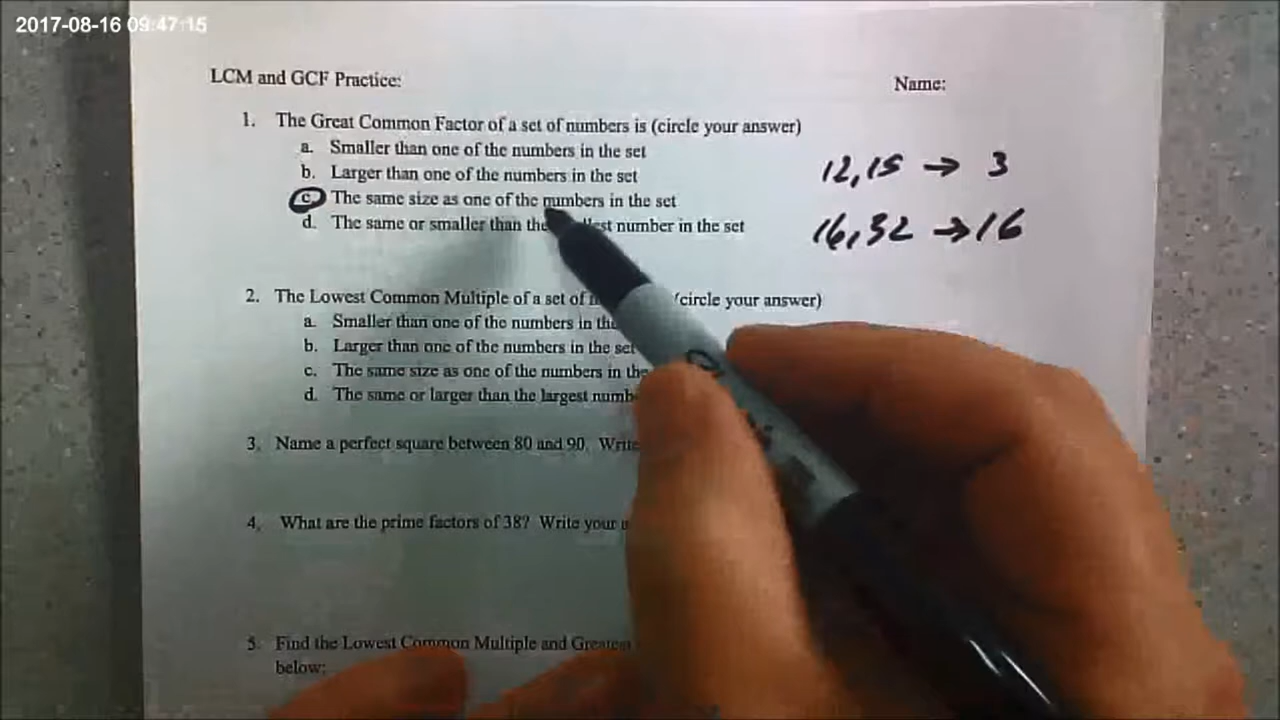 2017-08-16 09:47:15
LCM and GCF Practice:
Name:
1. The Great Common Factor of a set of numbers is (circle your answer)
a. Smaller than one of the numbers in the set
b. Larger than one of the numbers in the set
c. The same size as one of the numbers in the set
d. The same or smaller than the number in the set
12,15 → 3
16,32 → 16
2. The Lowest Common Multiple of a set of (circle your answer)
a. Smaller than one of the numbers in the
b. Larger than one of the numbers in the set
c. The same size as one of the numbers in the
d. The same or larger than the largest
3. Name a perfect square between 80 and 90. Write
4. What are the prime factors of 38? Write your
5. Find the Lowest Common Multiple and Greatest
below: